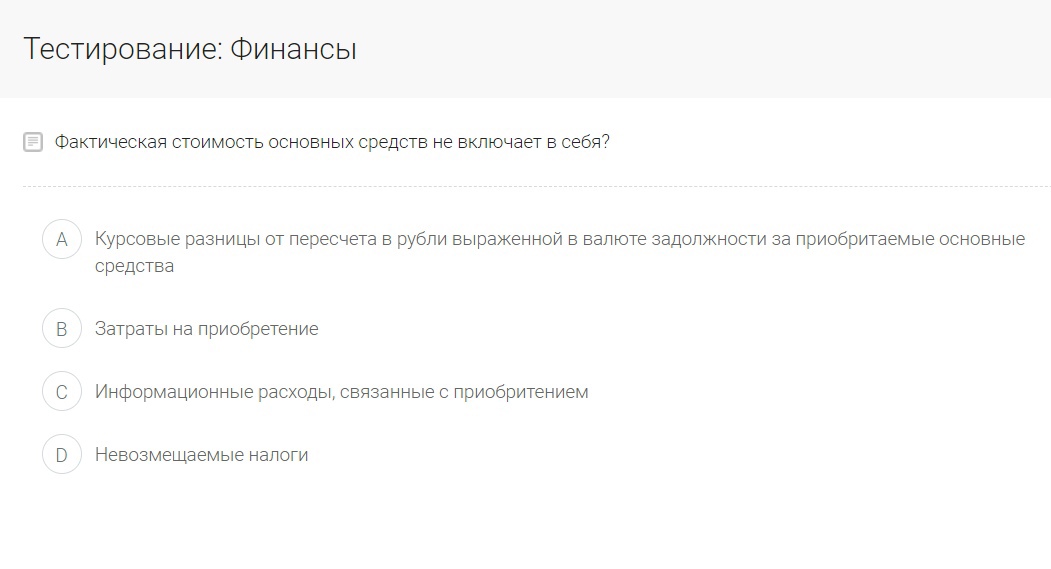 Тестирование: Финансы
Фактическая стоимость основных средств не включает в себя?
A
Курсовые разницы от пересчета в рубли выраженной в валюте задолжности за приобритаемые основные
средства
B
Затраты на приобретение
C
Информационные расходы, связанные с приобритением
D
Невозмещаемые налоги